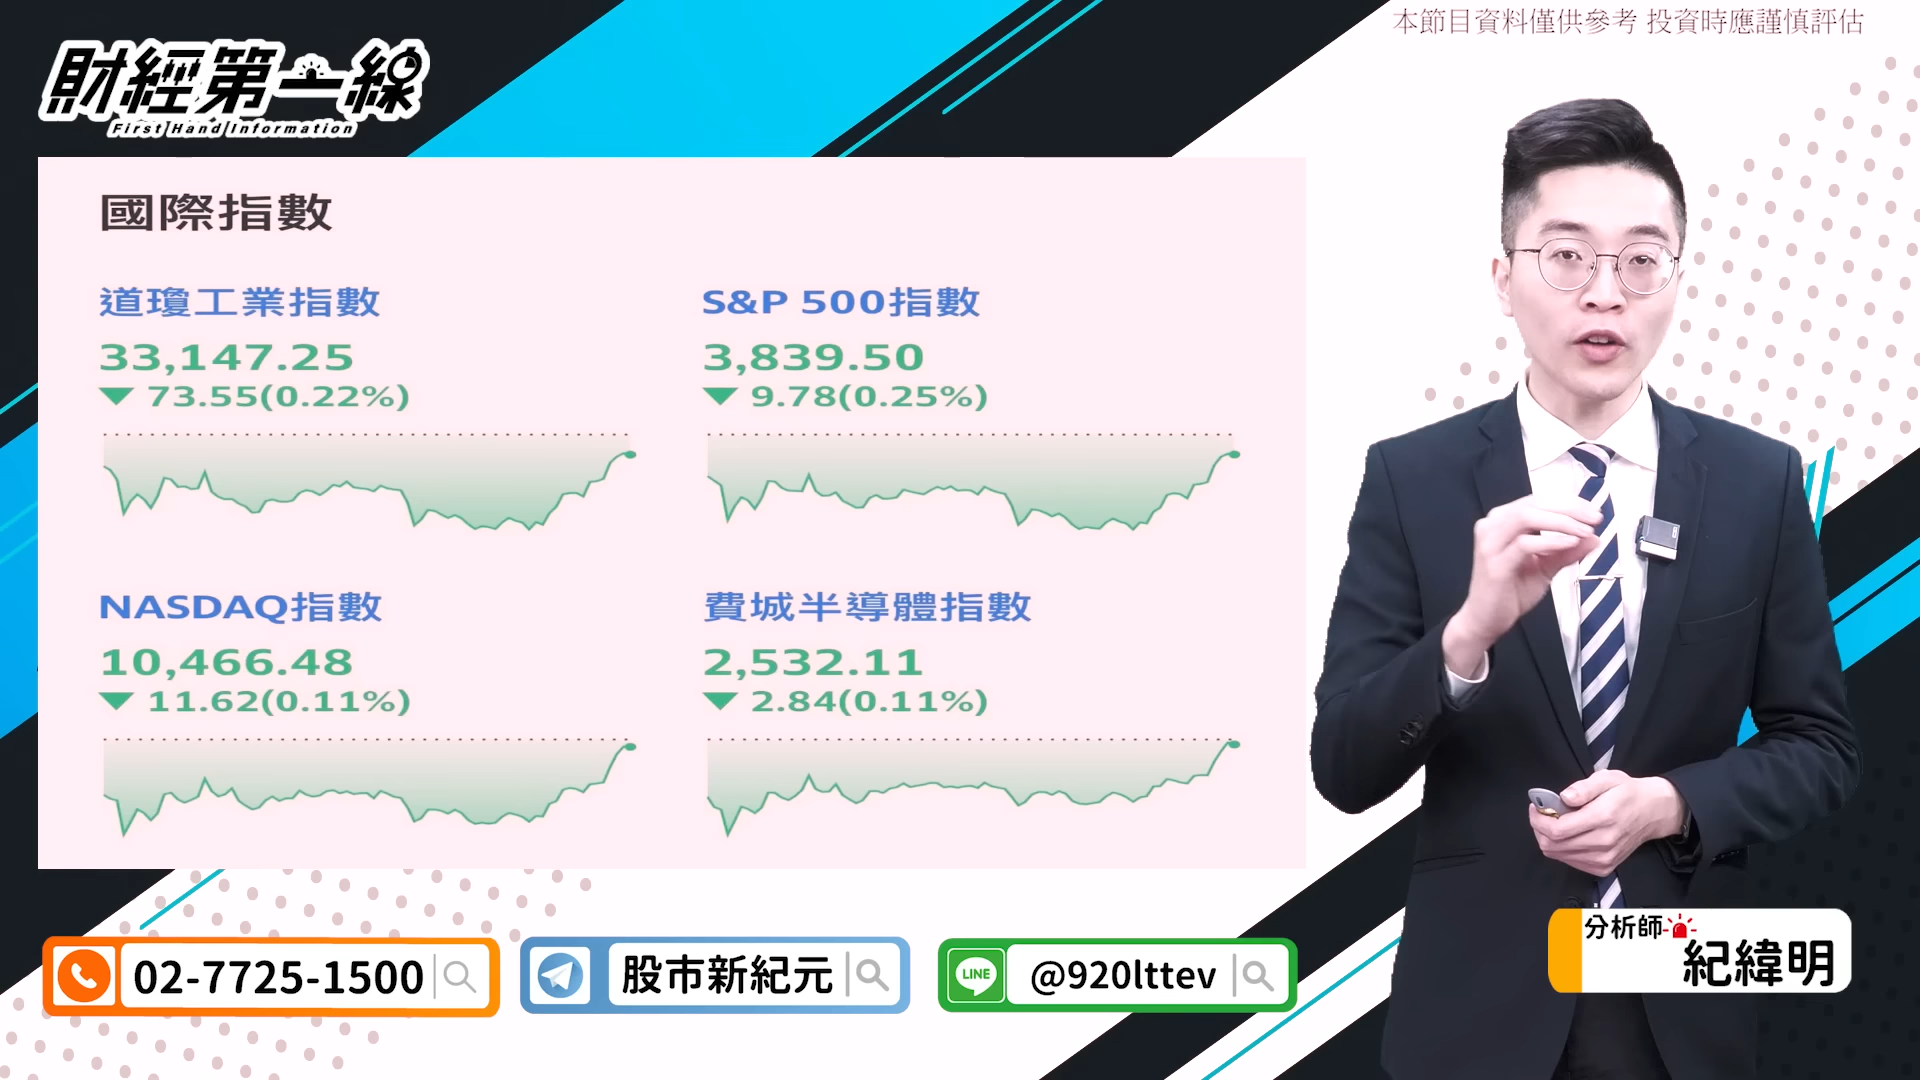 本節目資料僅供參考 投資時應謹慎評估
財經第一線
First Hand Information
國際指數
道瓊工業指數
33,147.25
▼ 73.55(0.22%)
S&P 500指數
3,839.50
▼ 9.78(0.25%)
NASDAQ指數
10,466.48
▼ 11.62(0.11%)
費城半導體指數
2,532.11
▼ 2.84(0.11%)
分析師
紀緯明
02-7725-1500
股市新紀元
LINE
@920lttev